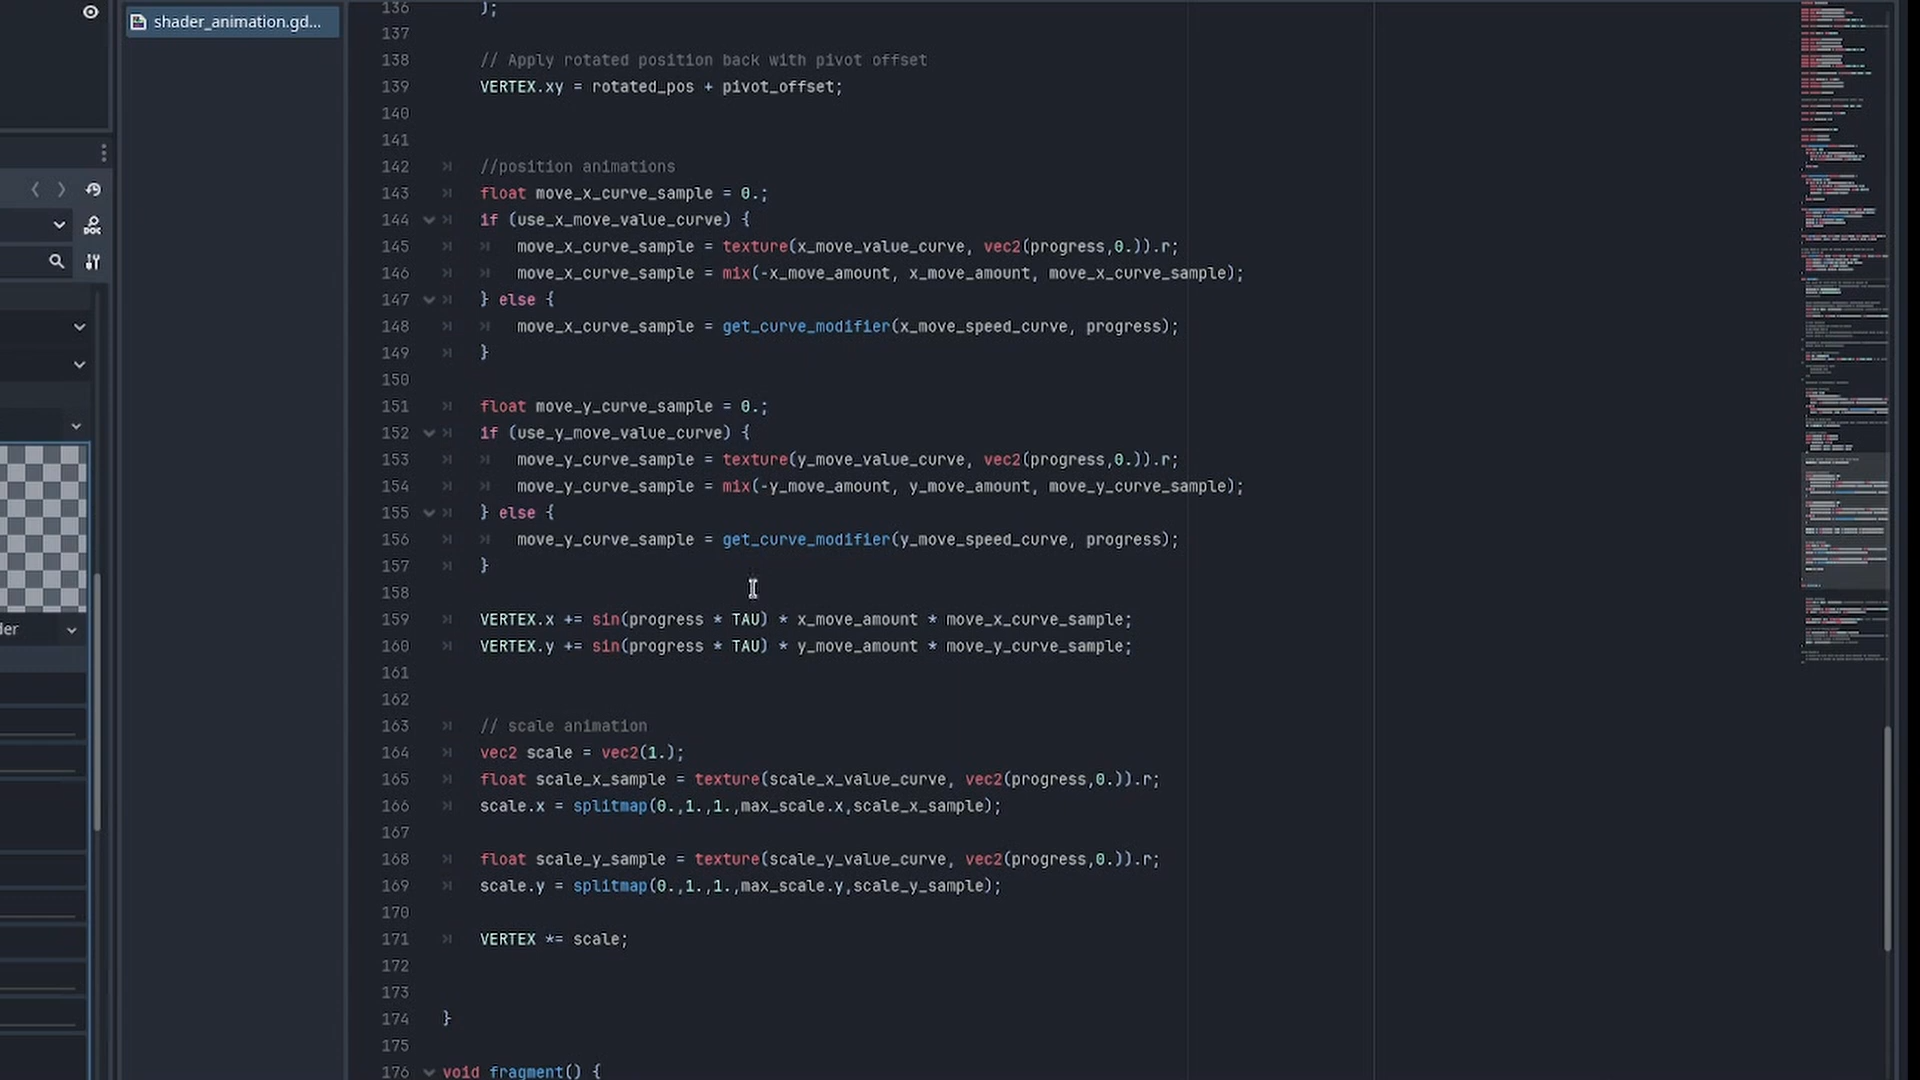 shader_animation.gd...
136 );
137
138 // Apply rotated position back with pivot offset
139 VERTEX.xy = rotated_pos + pivot_offset;
140
141
142 //position animations
143 float move_x_curve_sample = 0.;
144 if (use_x_move_value_curve) {
145 move_x_curve_sample = texture(x_move_value_curve, vec2(progress,0.)).r;
146 move_x_curve_sample = mix(-x_move_amount, x_move_amount, move_x_curve_sample);
147 } else {
148 move_x_curve_sample = get_curve_modifier(x_move_speed_curve, progress);
149 }
150
151 float move_y_curve_sample = 0.;
152 if (use_y_move_value_curve) {
153 move_y_curve_sample = texture(y_move_value_curve, vec2(progress,0.)).r;
154 move_y_curve_sample = mix(-y_move_amount, y_move_amount, move_y_curve_sample);
155 } else {
156 move_y_curve_sample = get_curve_modifier(y_move_speed_curve, progress);
157 }
158
159 VERTEX.x += sin(progress * TAU) * x_move_amount * move_x_curve_sample;
160 VERTEX.y += sin(progress * TAU) * y_move_amount * move_y_curve_sample;
161
162
163 // scale animation
164 vec2 scale = vec2(1.);
165 float scale_x_sample = texture(scale_x_value_curve, vec2(progress,0.)).r;
166 scale.x = splitmap(0.,1.,1.,max_scale.x,scale_x_sample);
167
168 float scale_y_sample = texture(scale_y_value_curve, vec2(progress,0.)).r;
169 scale.y = splitmap(0.,1.,1.,max_scale.y,scale_y_sample);
170
171 VERTEX *= scale;
172
173
174 }
175
176 void fragment() {
DOC
der